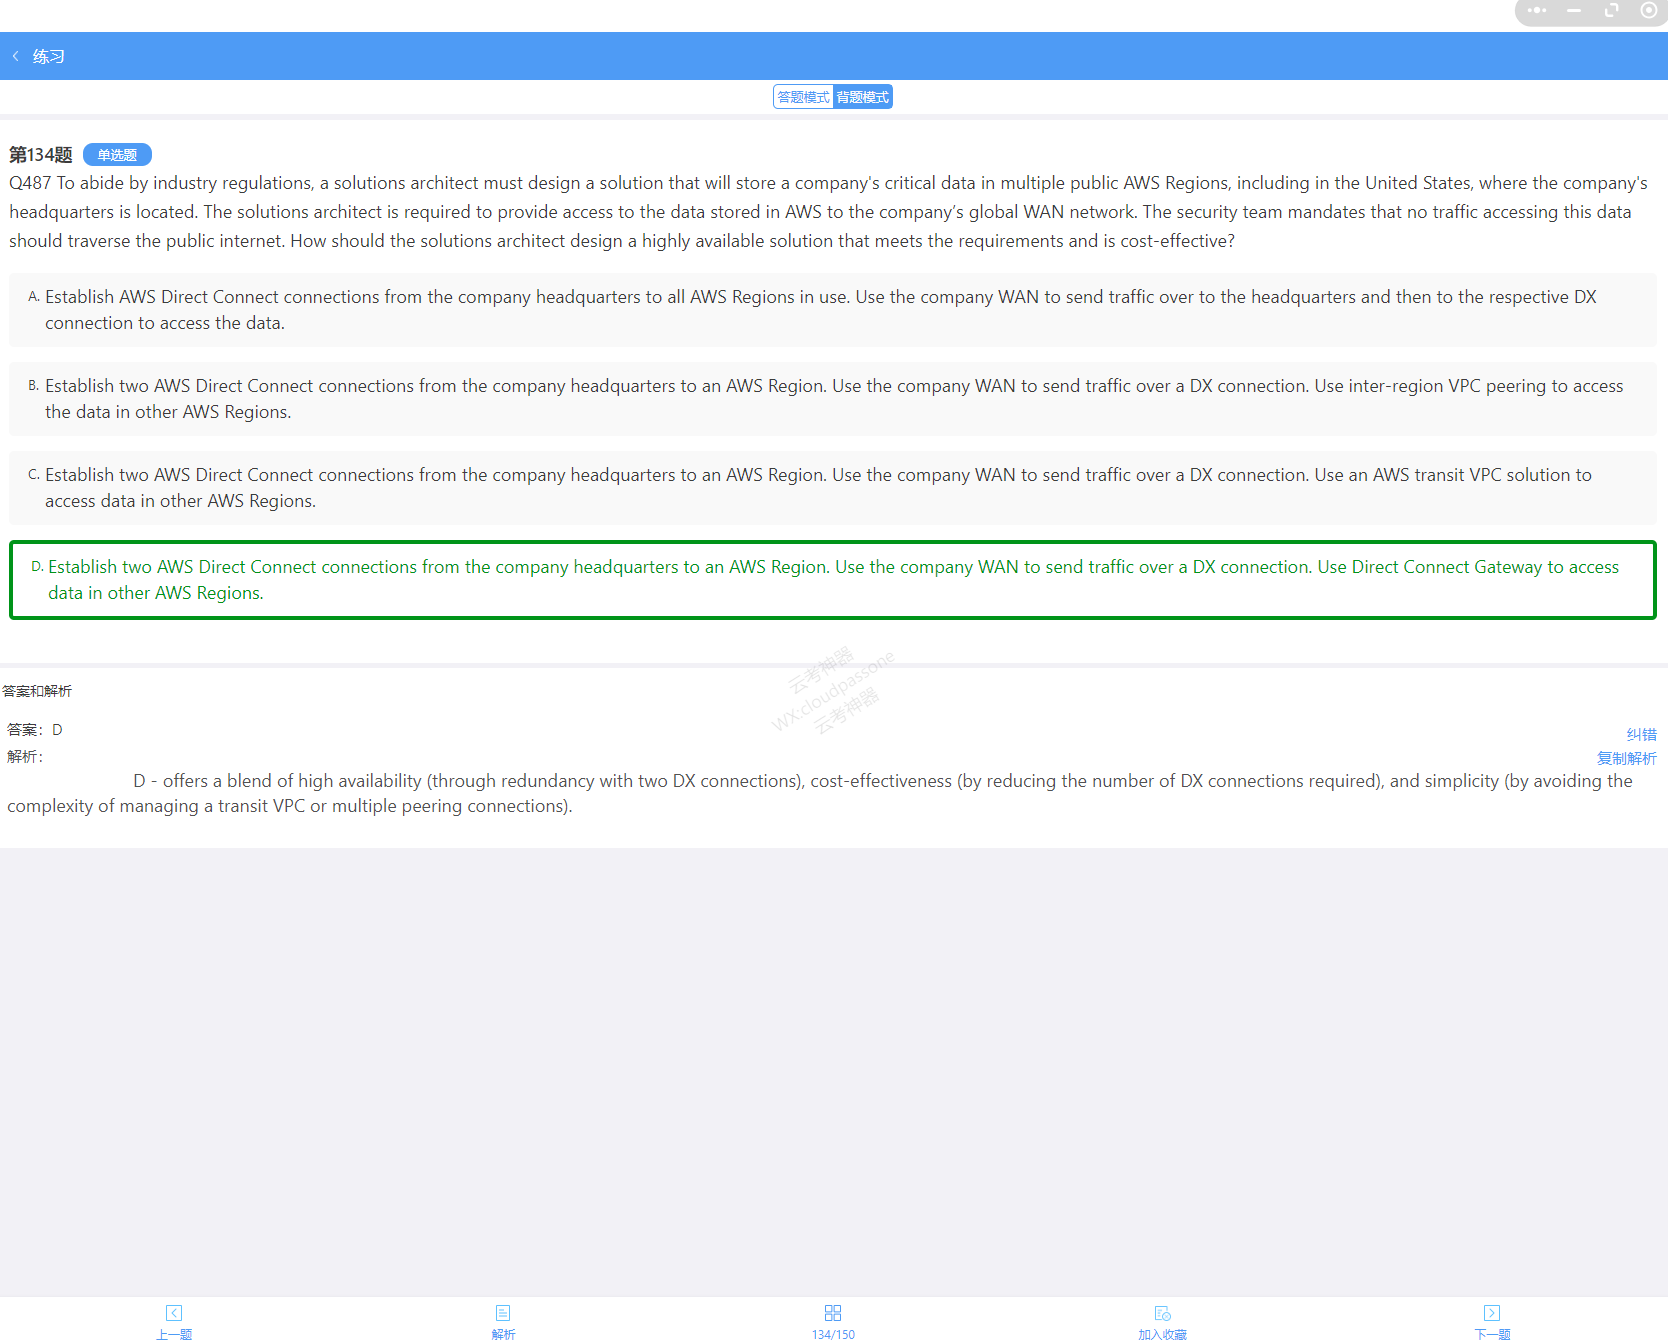 练习
答题模式 背题模式
第134题 单选题
Q487 To abide by industry regulations, a solutions architect must design a solution that will store a company's critical data in multiple public AWS Regions, including in the United States, where the company's
headquarters is located. The solutions architect is required to provide access to the data stored in AWS to the company’s global WAN network. The security team mandates that no traffic accessing this data
should traverse the public internet. How should the solutions architect design a highly available solution that meets the requirements and is cost-effective?
A. Establish AWS Direct Connect connections from the company headquarters to all AWS Regions in use. Use the company WAN to send traffic over to the headquarters and then to the respective DX
connection to access the data.
B. Establish two AWS Direct Connect connections from the company headquarters to an AWS Region. Use the company WAN to send traffic over a DX connection. Use inter-region VPC peering to access
the data in other AWS Regions.
C. Establish two AWS Direct Connect connections from the company headquarters to an AWS Region. Use the company WAN to send traffic over a DX connection. Use an AWS transit VPC solution to
access data in other AWS Regions.
D. Establish two AWS Direct Connect connections from the company headquarters to an AWS Region. Use the company WAN to send traffic over a DX connection. Use Direct Connect Gateway to access
data in other AWS Regions.
云考神器
WX:cloudpassone
云考神器
答案和解析
答案：D
纠错
解析：
复制解析
D - offers a blend of high availability (through redundancy with two DX connections), cost-effectiveness (by reducing the number of DX connections required), and simplicity (by avoiding the
complexity of managing a transit VPC or multiple peering connections).
上一题 解析 134/150 加入收藏 下一题